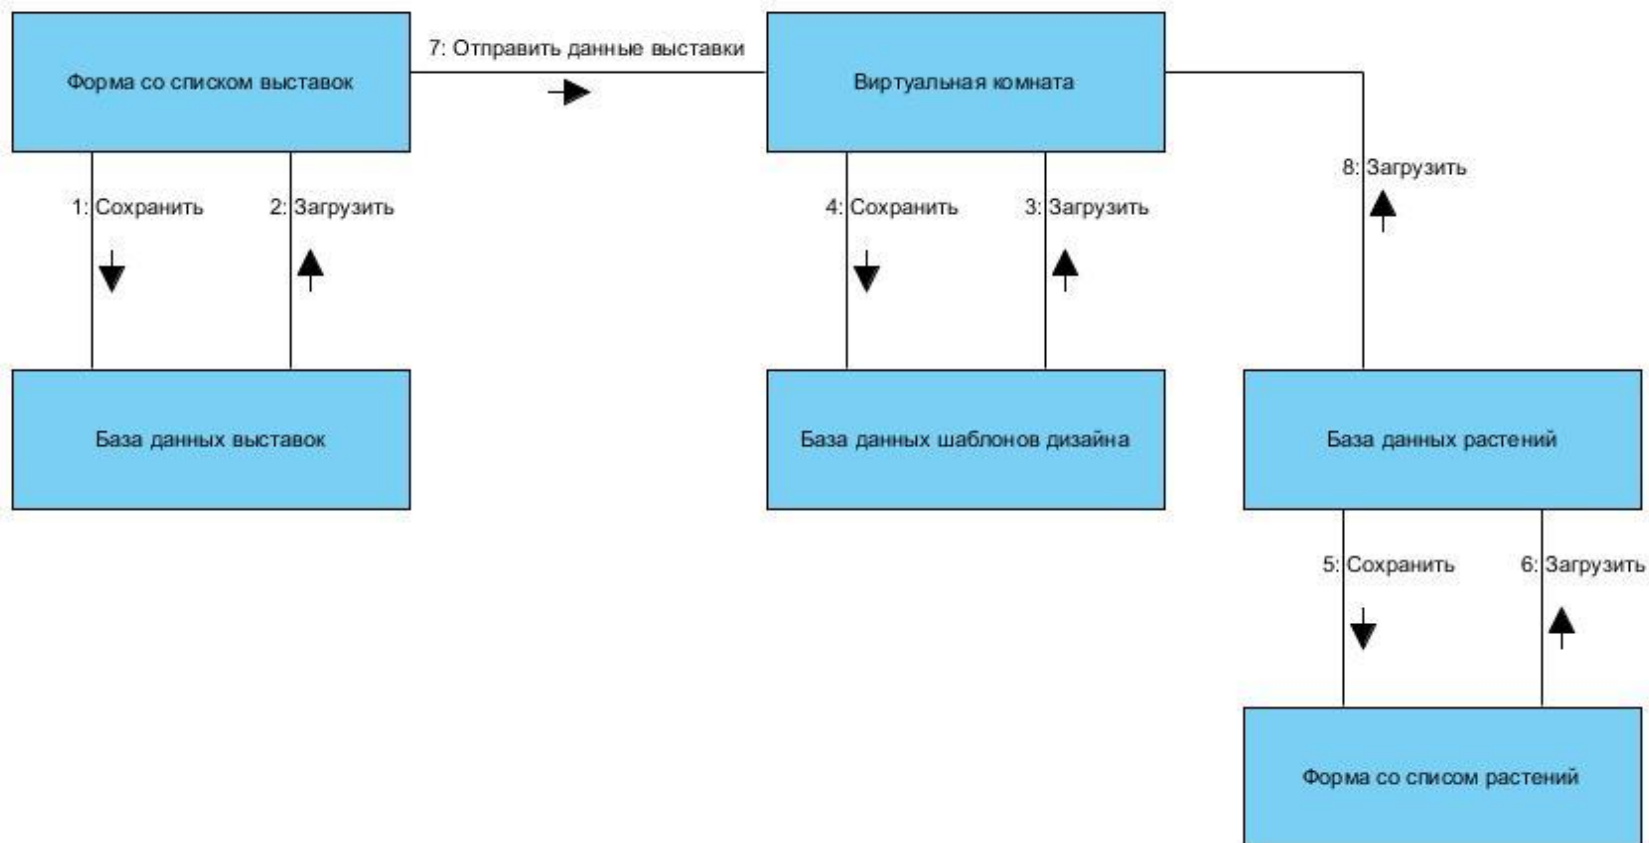 7: Отправить данные выставки
Форма со списком выставок
Виртуальная комната
8: Загрузить
1: Сохранить
2: Загрузить
4: Сохранить
3: Загрузить
База данных выставок
База данных шаблонов дизайна
База данных растений
5: Сохранить
6: Загрузить
Форма со писом растений